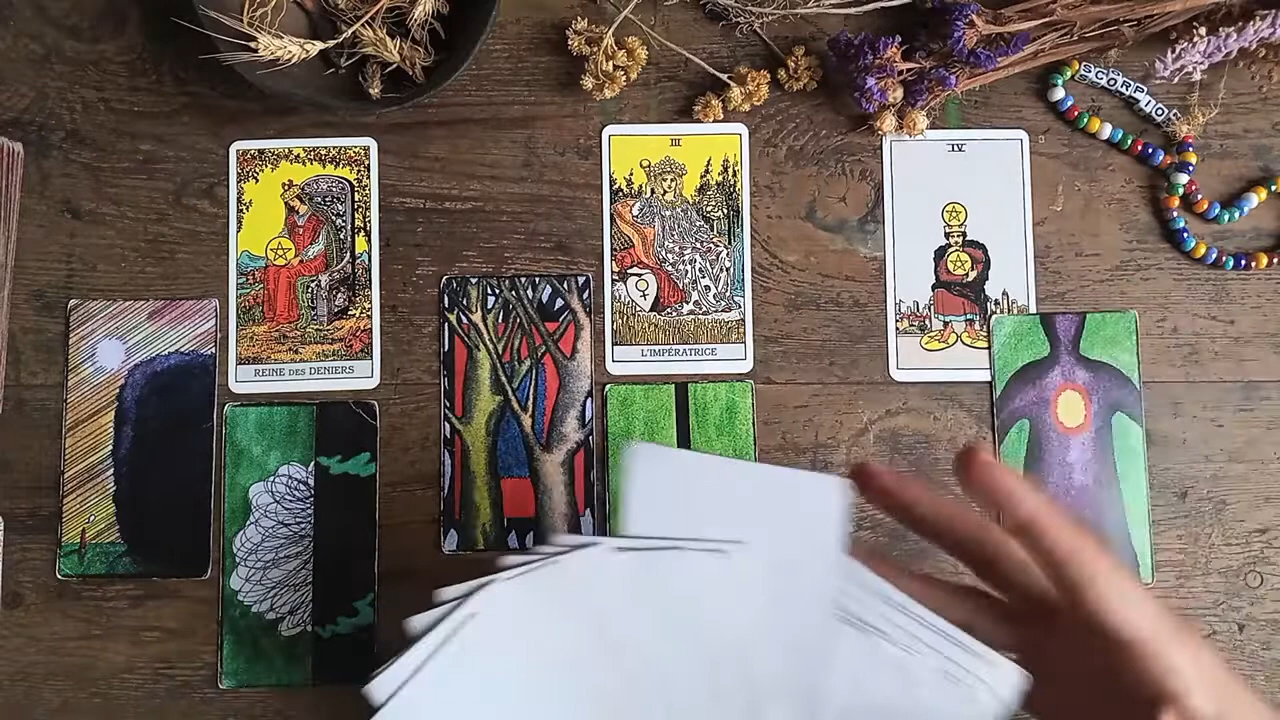 SCORPIO
III
IV
REINE DES DENIERS
L'IMPÉRATRICE